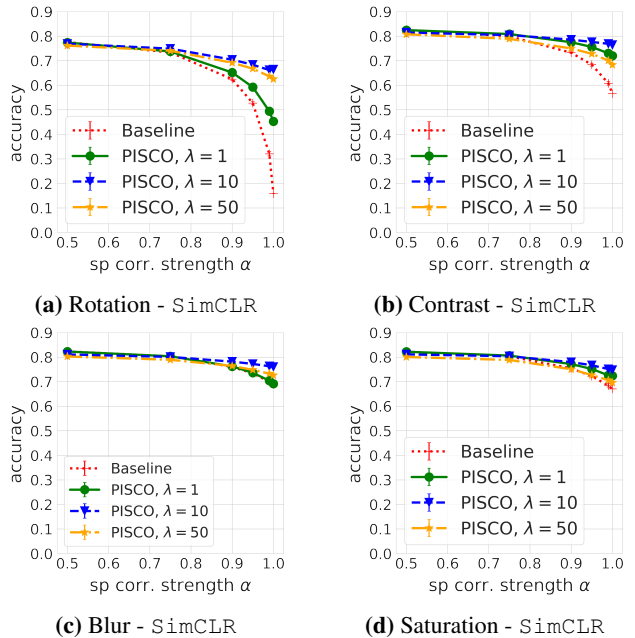 0.9
0.8
0.7
0.6
0.5
0.4
0.3
0.2
0.1
0.0
accuracy
Baseline
PISCO, λ = 1
PISCO, λ = 10
PISCO, λ = 50
0.5 0.6 0.7 0.8 0.9 1.0
sp corr. strength α
(a) Rotation - SimCLR
0.9
0.8
0.7
0.6
0.5
0.4
0.3
0.2
0.1
0.0
accuracy
Baseline
PISCO, λ = 1
PISCO, λ = 10
PISCO, λ = 50
0.5 0.6 0.7 0.8 0.9 1.0
sp corr. strength α
(b) Contrast - SimCLR
0.9
0.8
0.7
0.6
0.5
0.4
0.3
0.2
0.1
0.0
accuracy
Baseline
PISCO, λ = 1
PISCO, λ = 10
PISCO, λ = 50
0.5 0.6 0.7 0.8 0.9 1.0
sp corr. strength α
(c) Blur - SimCLR
0.9
0.8
0.7
0.6
0.5
0.4
0.3
0.2
0.1
0.0
accuracy
Baseline
PISCO, λ = 1
PISCO, λ = 10
PISCO, λ = 50
0.5 0.6 0.7 0.8 0.9 1.0
sp corr. strength α
(d) Saturation - SimCLR